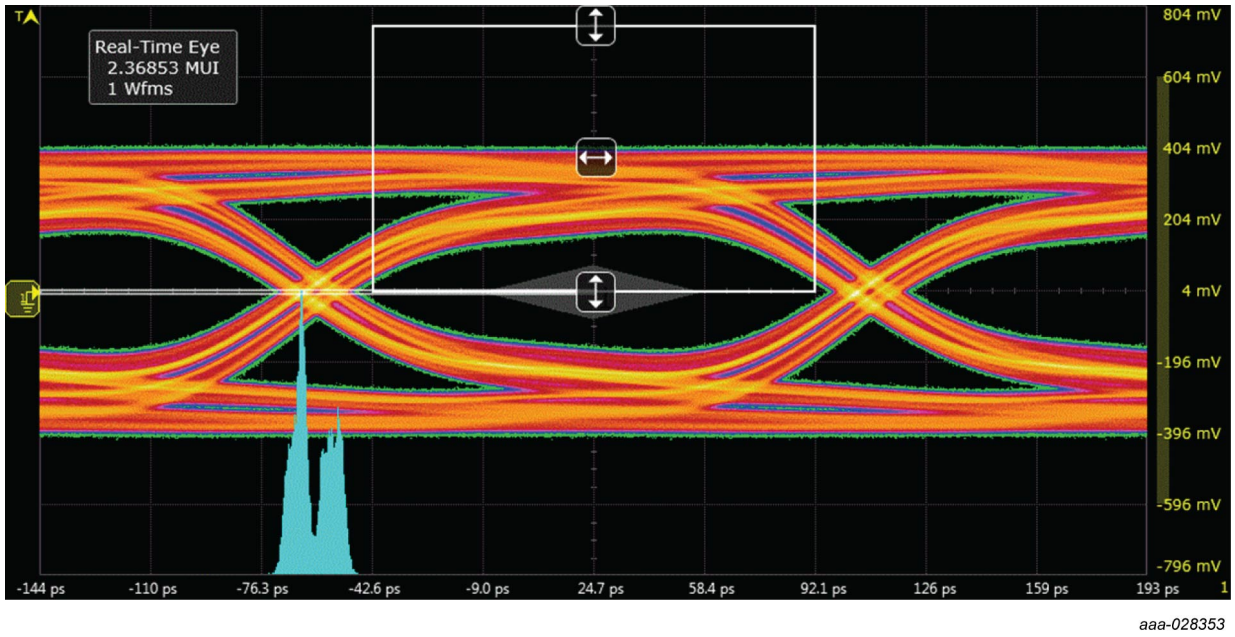 T
804 mV
Real-Time Eye
2.36853 MUI
1 Wfms
604 mV
404 mV
204 mV
1
4 mV
-196 mV
-396 mV
-596 mV
-796 mV
-144 ps -110 ps -76.3 ps -42.6 ps -9.0 ps 24.7 ps 58.4 ps 92.1 ps 126 ps 159 ps 193 ps 1
aaa-028353